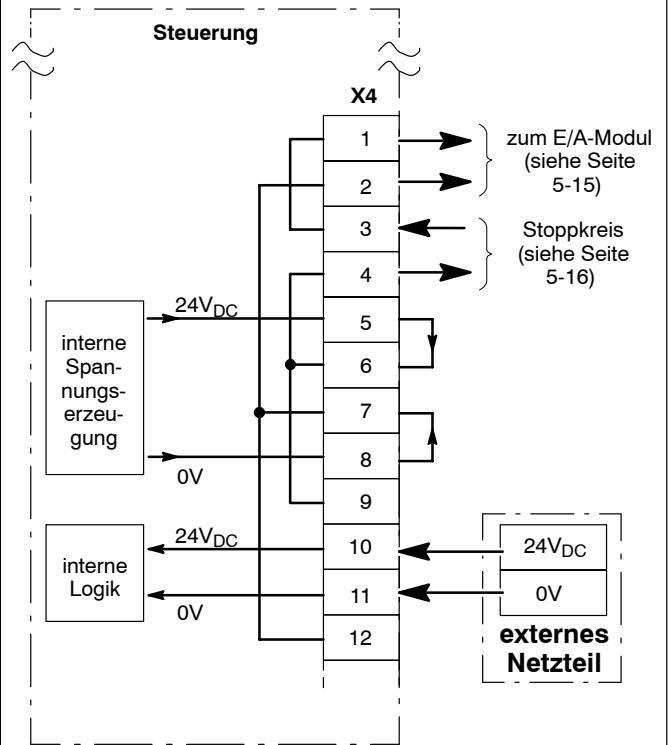 Steuerung
X4
1
2
3
4
5
6
7
8
9
10
11
12
zum E/A-Modul
(siehe Seite
5-15)
Stoppkreis
(siehe Seite
5-16)
interne
Span-
nungs-
erzeu-
gung
24VDC
0V
interne
Logik
24VDC
0V
24VDC
0V
externes
Netzteil